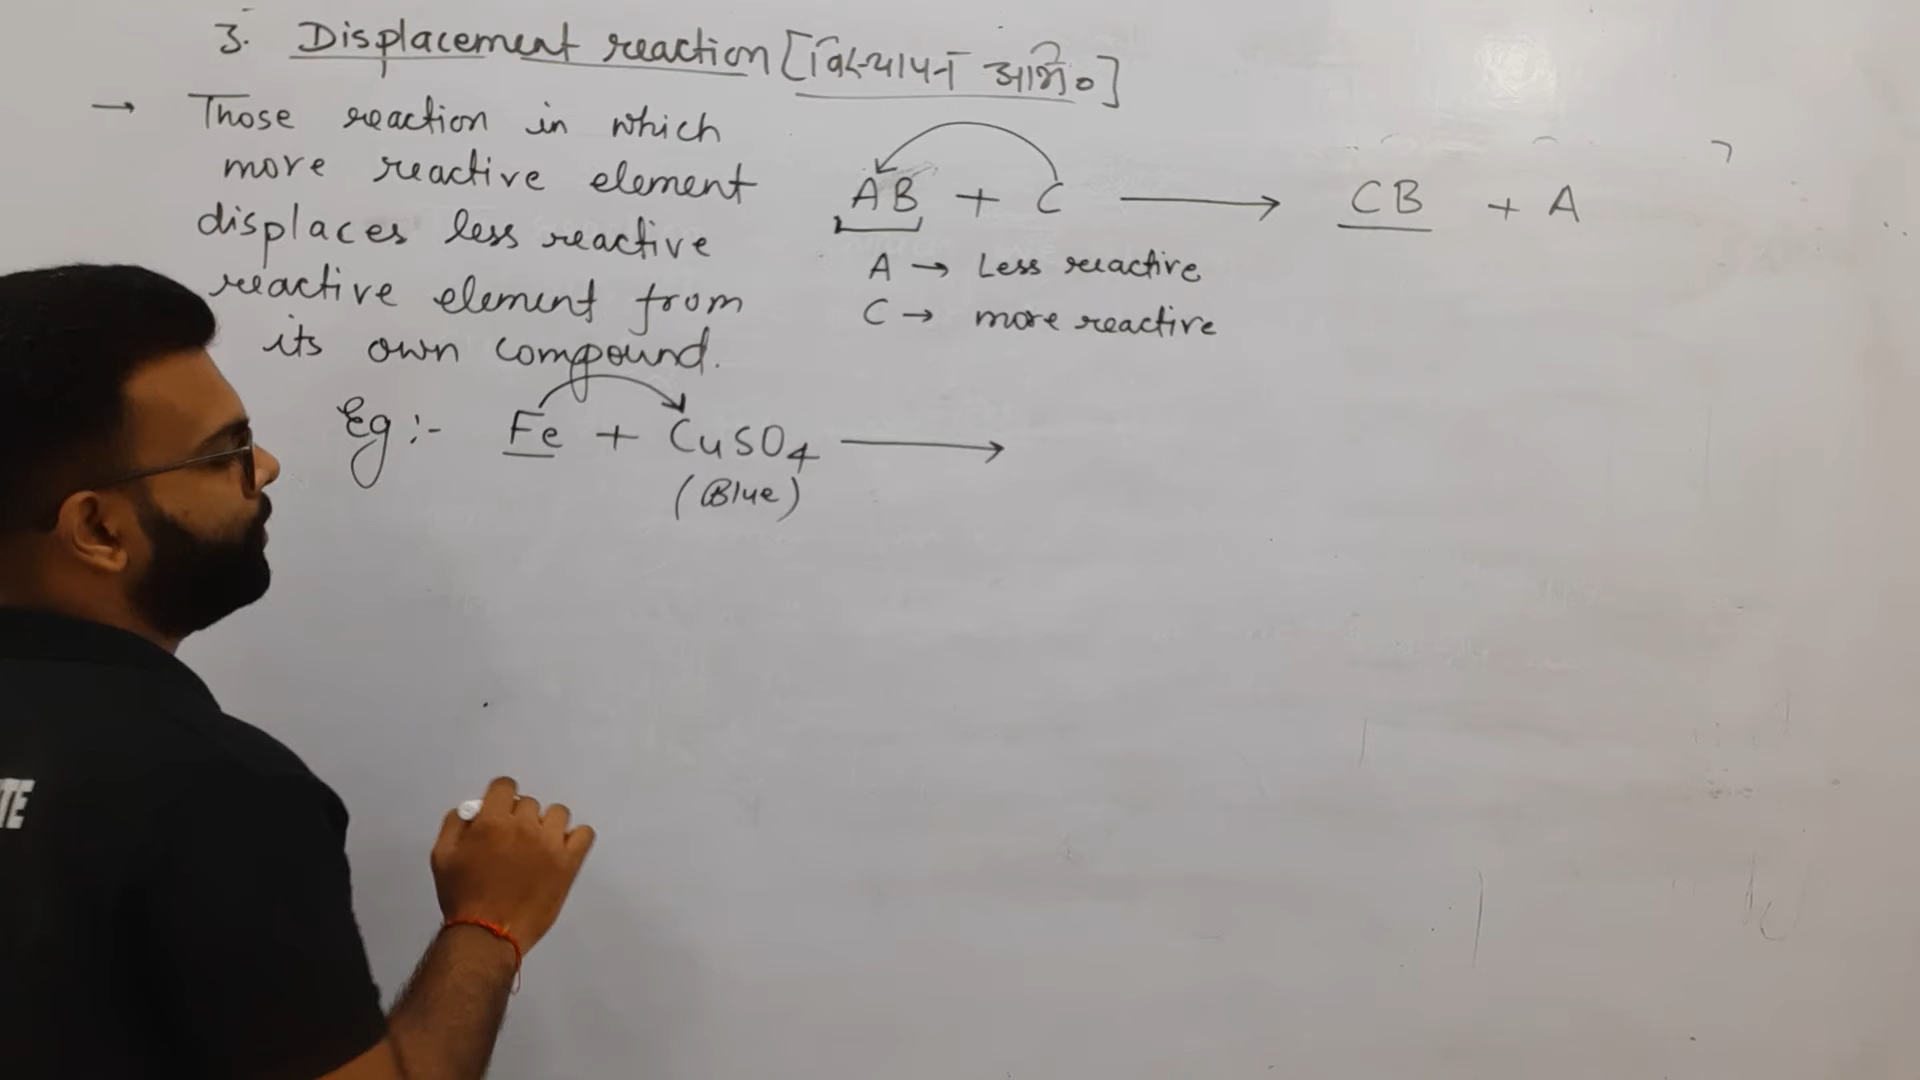 3. Displacement reaction [विस्थापन अभि०]
→ Those reaction in which
more reactive element
displaces less reactive
reactive element from
its own compound.
AB + C → CB + A
A → Less reactive
C → more reactive
Eg :- Fe + CuSO4 →
(Blue)
TE